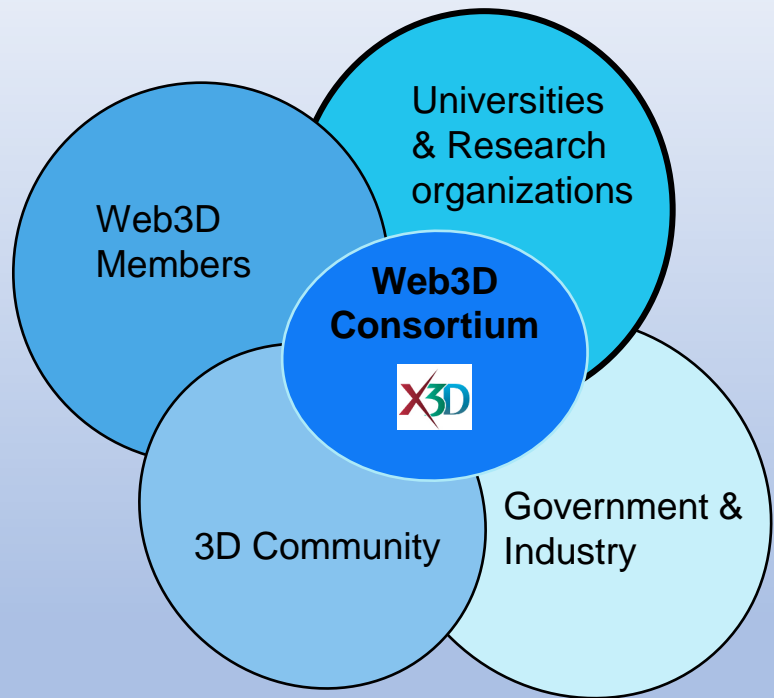 Universities
& Research
organizations
Web3D
Members
Web3D
Consortium
X3D
3D Community
Government &
Industry